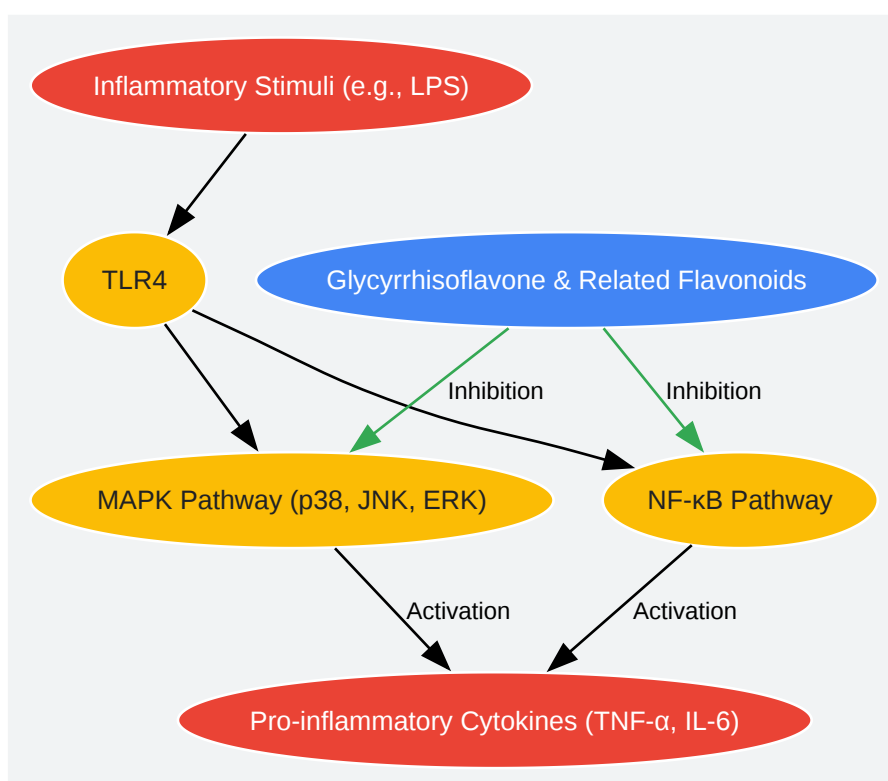 Inflammatory Stimuli (e.g., LPS)
TLR4
Glycyrrhisoflavone & Related Flavonoids
Inhibition
Inhibition
MAPK Pathway (p38, JNK, ERK)
NF-κB Pathway
Activation
Activation
Pro-inflammatory Cytokines (TNF-α, IL-6)